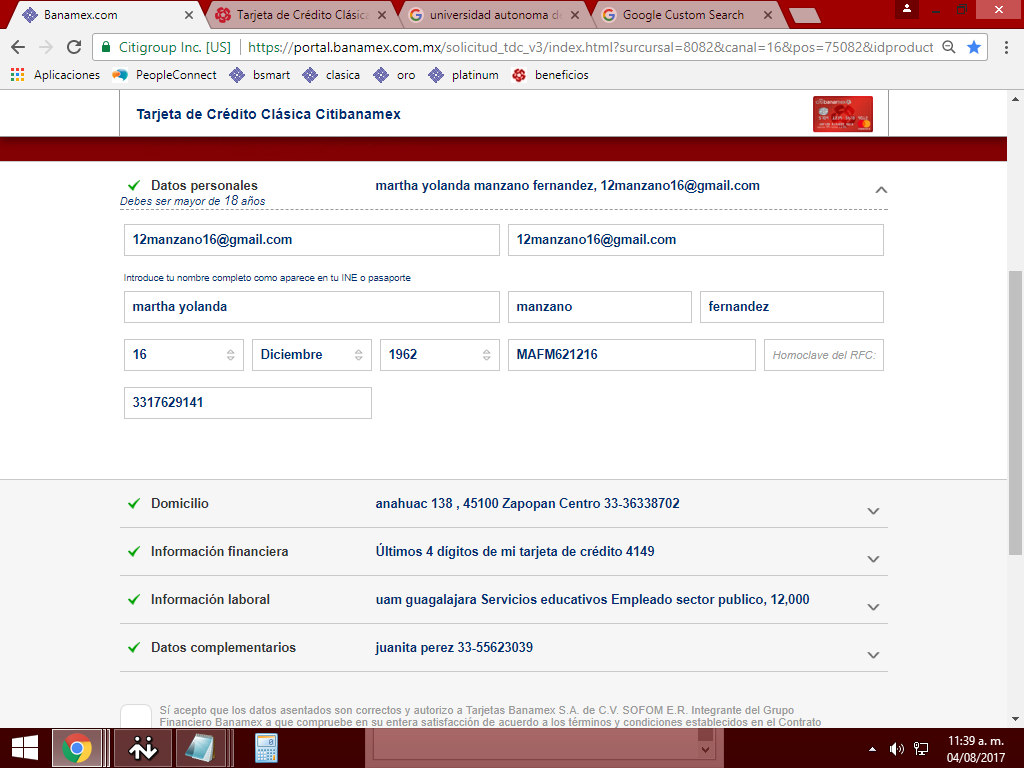 Banamex.com
Tarjeta de Crédito Clásica
universidad autonoma d
Google Custom Search
Citigroup Inc. [US] https://portal.banamex.com.mx/solicitud_tdc_v3/index.html?surcursal=8082&canal=16&pos=75082&idproduct
Aplicaciones PeopleConnect bsmart clasica oro platinum beneficios
Tarjeta de Crédito Clásica Citibanamex
Datos personales martha yolanda manzano fernandez, 12manzano16@gmail.com
Debes ser mayor de 18 años
12manzano16@gmail.com 12manzano16@gmail.com
Introduce tu nombre completo como aparece en tu INE o pasaporte
martha yolanda manzano fernandez
16 Diciembre 1962 MAFM621216 Homoclave del RFC:
3317629141
Domicilio anahuac 138 , 45100 Zapopan Centro 33-36338702
Información financiera Últimos 4 dígitos de mi tarjeta de crédito 4149
Información laboral uam guagalajara Servicios educativos Empleado sector publico, 12,000
Datos complementarios juanita perez 33-55623039
Sí acepto que los datos asentados son correctos y autorizo a Tarjetas Banamex S.A. de C.V. SOFOM E.R. Integrante del Grupo
Financiero Banamex a que compruebe en su entera satisfacción de acuerdo a los términos y condiciones establecidos en el Contrato
11:39 a. m.
04/08/2017